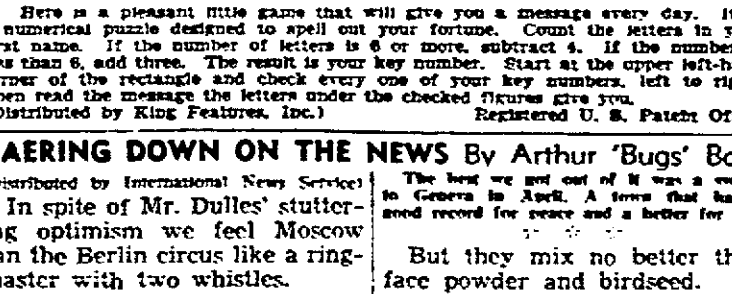 Here is a pleasant little game that will give you a message every day. It
numerical puzzle designed to spell out your fortune. Count the letters in y
rst name. If the number of letters is 6 or more, subtract 4. If the number
ss than 6, add three. The result is your key number. Start at the upper left-h
rner of the rectangle and check every one of your key numbers, left to rig
hen read the message the letters under the checked figures give you.
Distributed by King Features, Inc.) Registered U. S. Patent Of
AERING DOWN ON THE NEWS By Arthur 'Bugs' Ba
istributed by International News Service)
In spite of Mr. Dulles' stutter-
ng optimism we feel Moscow
an the Berlin circus like a ring-
master with two whistles.
The best we got out of it was a
to Geneva in April. A town that ha
good record for peace and a better for
But they mix no better th
face powder and birdseed.